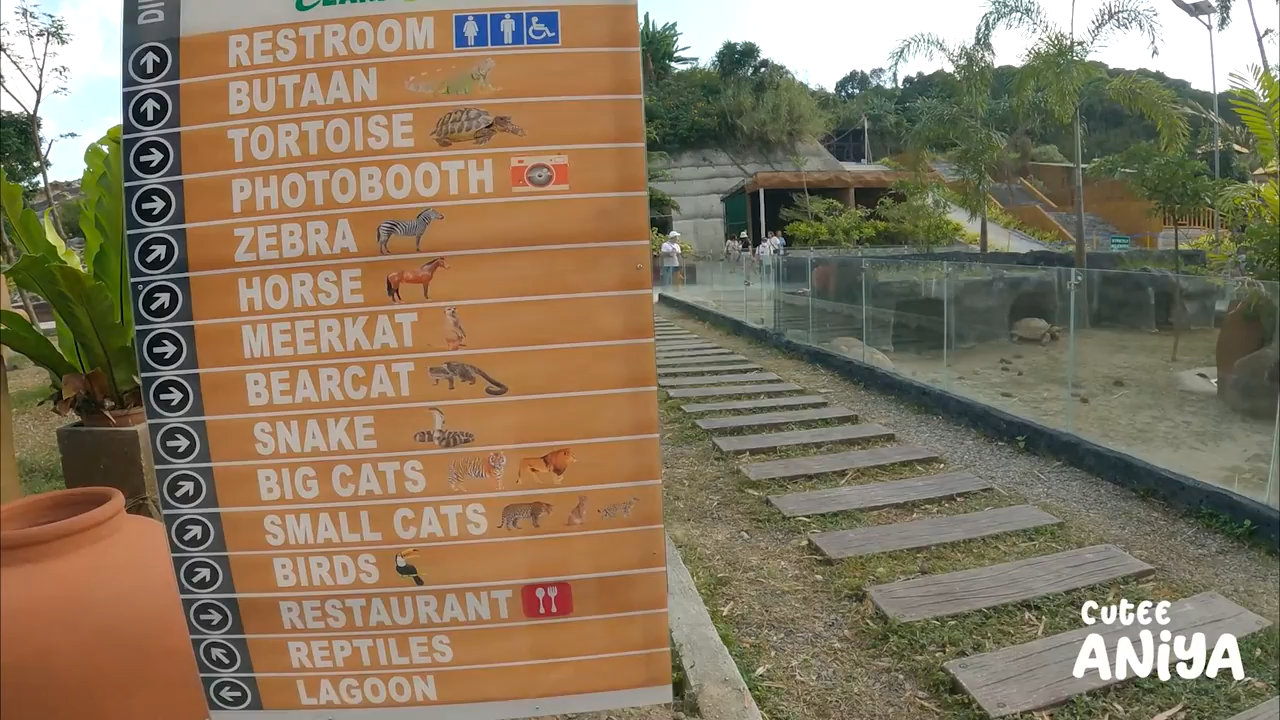 RESTROOM
BUTAAN
TORTOISE
PHOTOBOOTH
ZEBRA
HORSE
MEERKAT
BEARCAT
SNAKE
BIG CATS
SMALL CATS
BIRDS
RESTAURANT
REPTILES
LAGOON
CUTEE
ANiYA